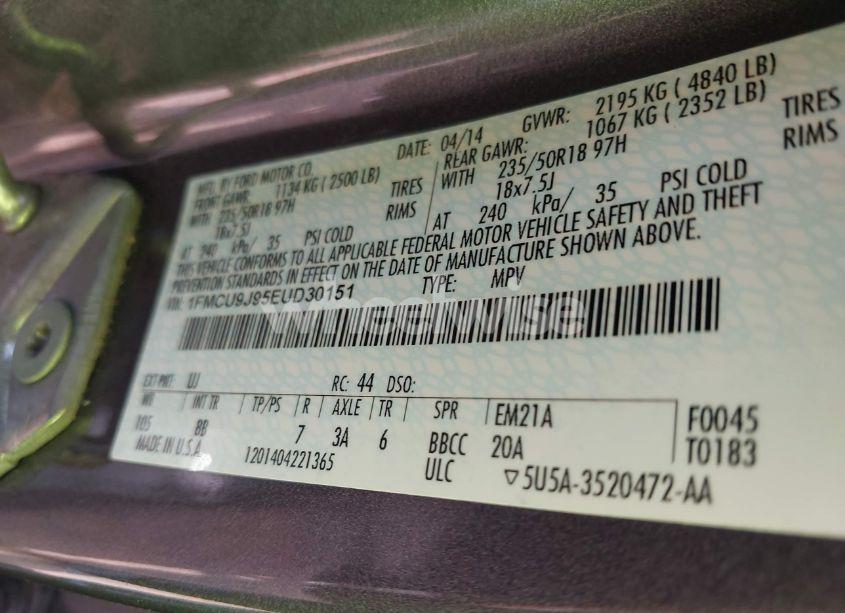 MFG. BY FORD MOTOR CO.
DATE: 04/14 GVWR: 2195 KG ( 4840 LB)
FRONT GAWR: 1134 KG ( 2500 LB) REAR GAWR: 1067 KG ( 2352 LB)
WITH 235/50R18 97H TIRES WITH 235/50R18 97H TIRES
18x7.5J RIMS 18x7.5J RIMS
AT 240 kPa/ 35 PSI COLD AT 240 kPa/ 35 PSI COLD
THIS VEHICLE CONFORMS TO ALL APPLICABLE FEDERAL MOTOR VEHICLE SAFETY AND THEFT
PREVENTION STANDARDS IN EFFECT ON THE DATE OF MANUFACTURE SHOWN ABOVE.
VIN: 1FMCU9J95EUD30151 TYPE: MPV
wheelwise
EXT PNT: UJ RC: 44 DSO:
WB INT TR TP/PS R AXLE TR SPR EM21A F0045
105 BB 7 3A 6 BBCC 20A T0183
MADE IN U.S.A. 1201404221365 ULC ▽5U5A-3520472-AA